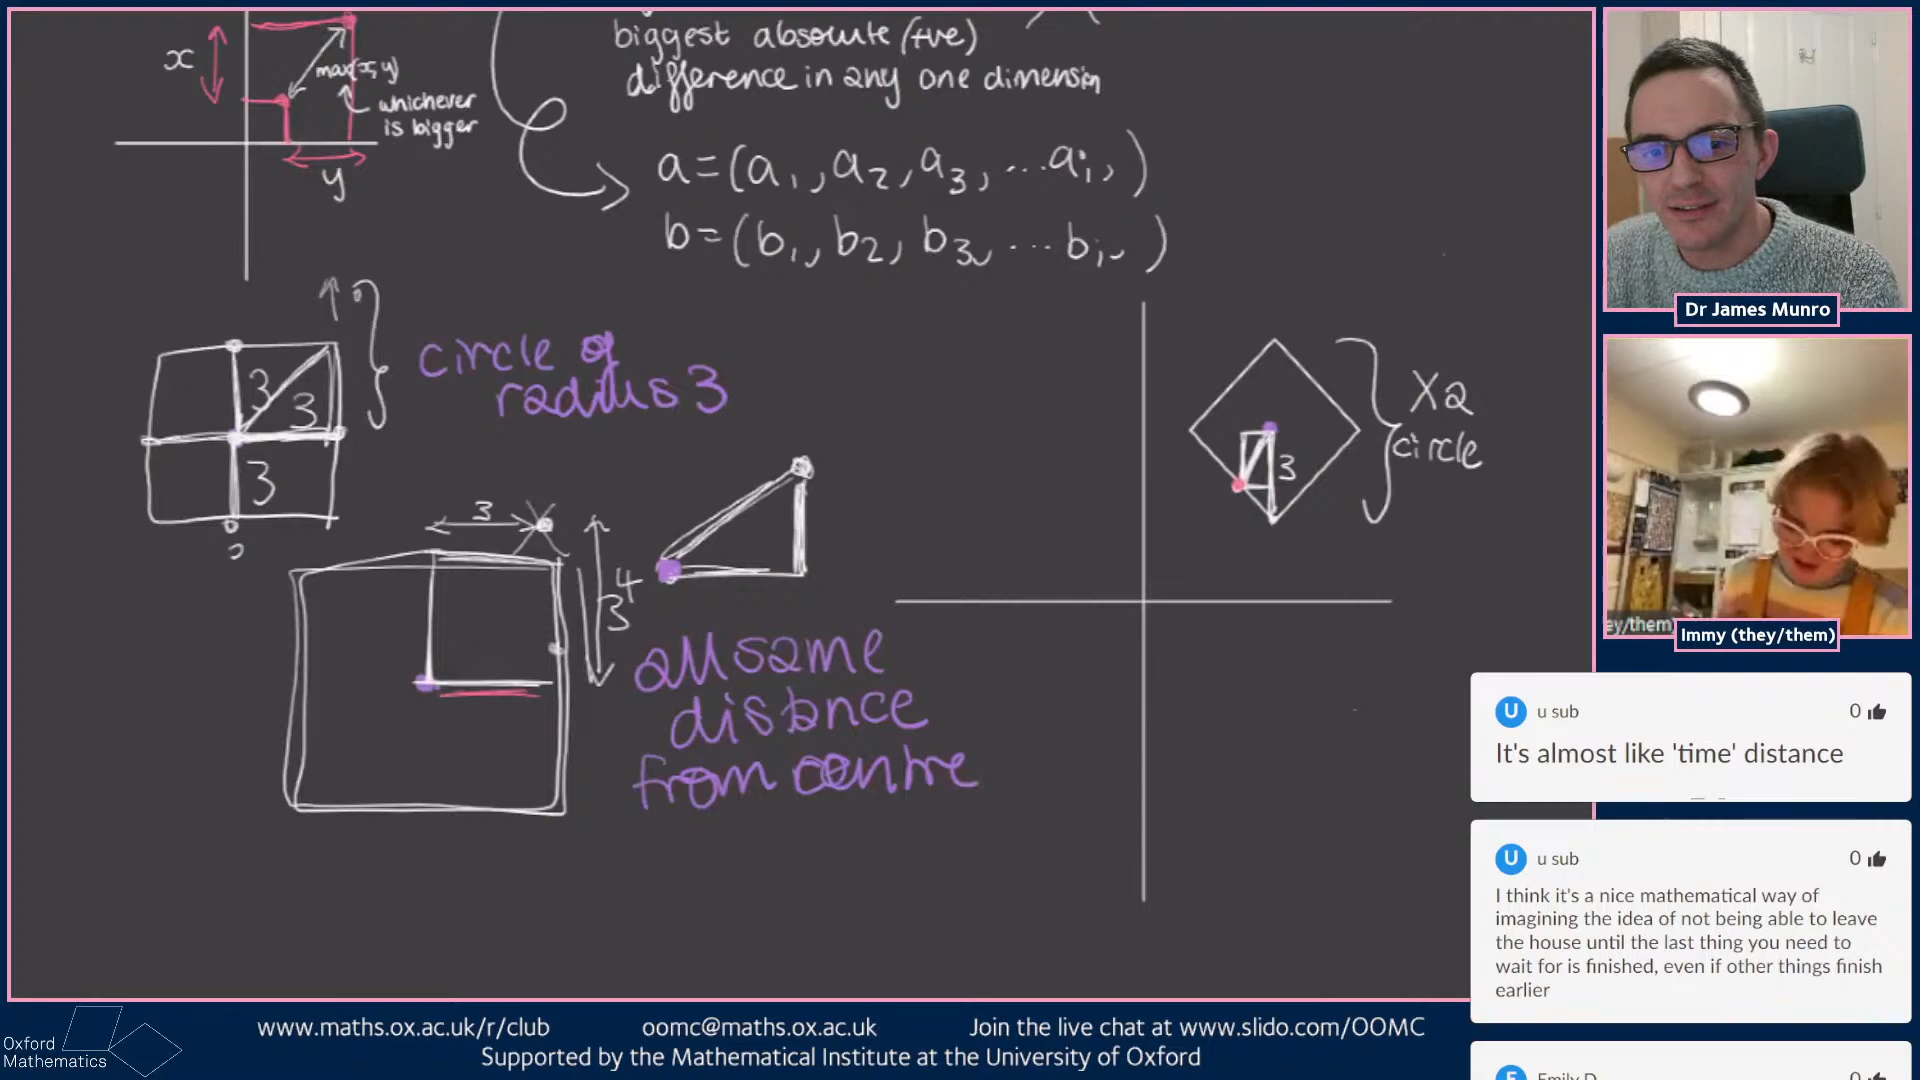 x
max(x,y)
whichever
is bigger
y
biggest absolute (+ve)
difference in any one dimension
a=(a₁,a₂,a₃,...aᵢ,)
b=(b₁,b₂,b₃,...bᵢ,)
circle of
radius 3
3
3
3
3
4
3
all same
distance
from centre
3
X2
circle
Dr James Munro
ey/them)
Immy (they/them)
U u sub 0
It's almost like 'time' distance
U u sub 0
I think it's a nice mathematical way of
imagining the idea of not being able to leave
the house until the last thing you need to
wait for is finished, even if other things finish
earlier
Emily D 0
Oxford
Mathematics
www.maths.ox.ac.uk/r/club oomc@maths.ox.ac.uk Join the live chat at www.slido.com/OOMC
Supported by the Mathematical Institute at the University of Oxford